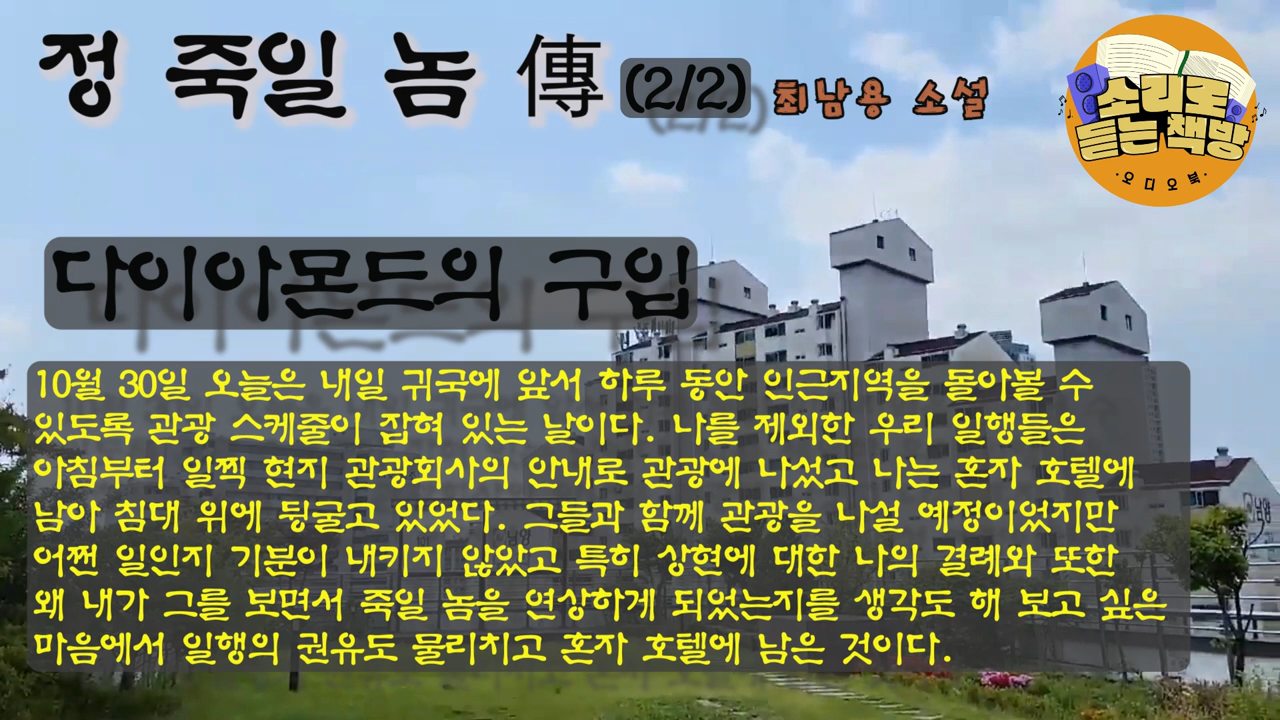 정 죽일 놈 傳 (2/2) 최남용 소설
소리로
듣는 책방
·오디오북·
다이아몬드의 구입
10월 30일 오늘은 내일 귀국에 앞서 하루 동안 인근지역을 돌아볼 수
있도록 관광 스케줄이 잡혀 있는 날이다. 나를 제외한 우리 일행들은
아침부터 일찍 현지 관광회사의 안내로 관광에 나섰고 나는 혼자 호텔에
남아 침대 위에 뒹굴고 있었다. 그들과 함께 관광을 나설 예정이었지만
어쩐 일인지 기분이 내키지 않았고 특히 상현에 대한 나의 결례와 또한
왜 내가 그를 보면서 죽일 놈을 연상하게 되었는지를 생각도 해 보고 싶은
마음에서 일행의 권유도 물리치고 혼자 호텔에 남은 것이다.
남양